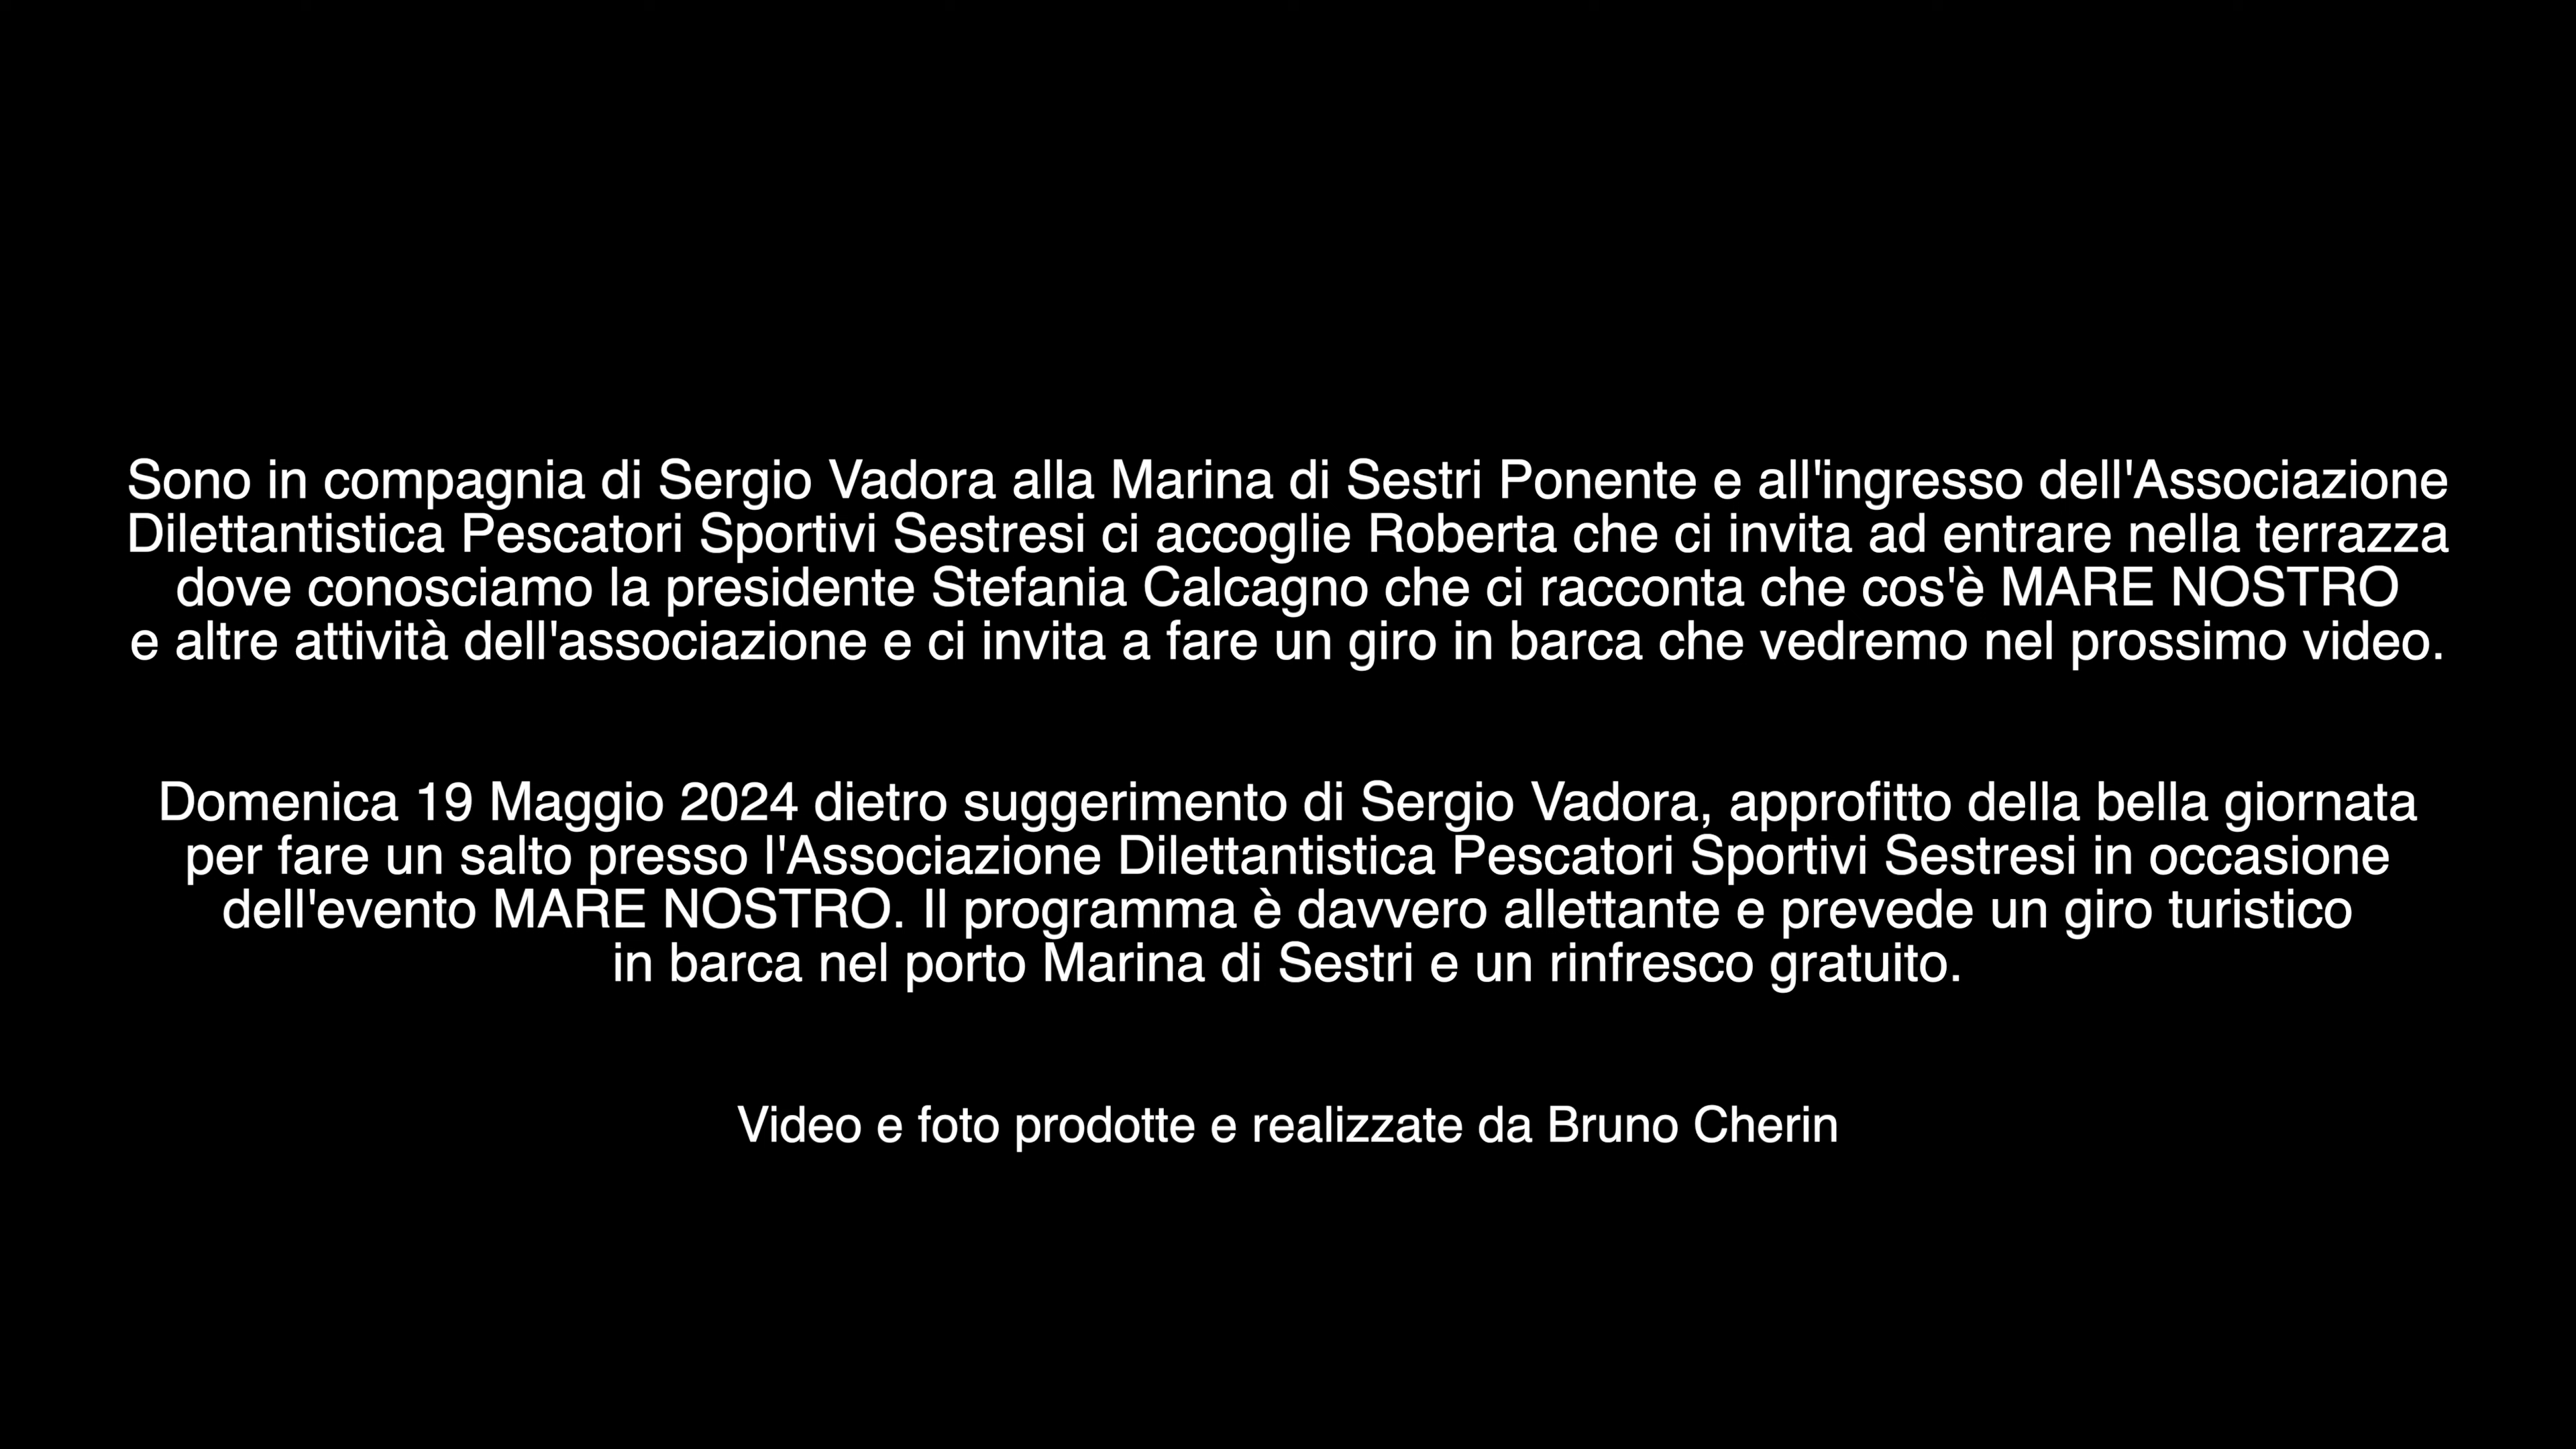 Sono in compagnia di Sergio Vadora alla Marina di Sestri Ponente e all'ingresso dell'Associazione
Dilettantistica Pescatori Sportivi Sestresi ci accoglie Roberta che ci invita ad entrare nella terrazza
dove conosciamo la presidente Stefania Calcagno che ci racconta che cos'è MARE NOSTRO
e altre attività dell'associazione e ci invita a fare un giro in barca che vedremo nel prossimo video.
Domenica 19 Maggio 2024 dietro suggerimento di Sergio Vadora, approfitto della bella giornata
per fare un salto presso l'Associazione Dilettantistica Pescatori Sportivi Sestresi in occasione
dell'evento MARE NOSTRO. Il programma è davvero allettante e prevede un giro turistico
in barca nel porto Marina di Sestri e un rinfresco gratuito.
Video e foto prodotte e realizzate da Bruno Cherin